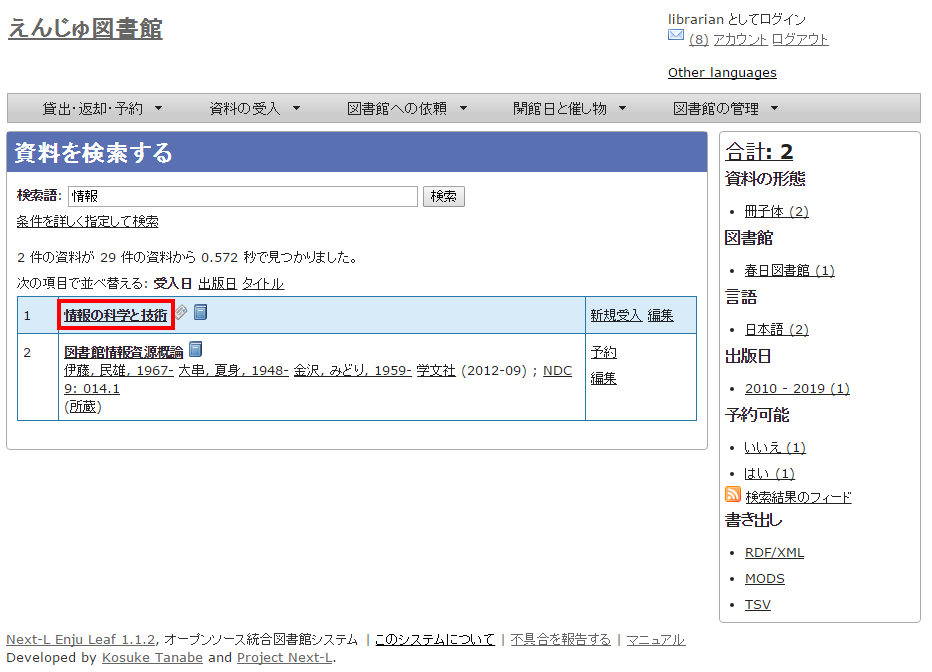 えんじゅ図書館
librarian としてログイン
(8) アカウント ログアウト
Other languages
貸出・返却・予約 ▼ 資料の受入 ▼ 図書館への依頼 ▼ 開館日と催し物 ▼ 図書館の管理 ▼
資料を検索する
検索語: 情報 検索
条件を詳しく指定して検索
2 件の資料が 29 件の資料から 0.572 秒で見つかりました。
次の項目で並べ替える: 受入日 出版日 タイトル
1 情報の科学と技術 新規受入 編集
2 図書館情報資源概論 予約
伊藤, 民雄, 1967- 大串, 夏身, 1948- 金沢, みどり, 1959- 学文社 (2012-09) ; NDC
編集
9: 014.1
(所蔵)
合計: 2
資料の形態
• 冊子体 (2)
図書館
• 春日図書館 (1)
言語
• 日本語 (2)
出版日
• 2010 - 2019 (1)
予約可能
• いいえ (1)
• はい (1)
検索結果のフィード
書き出し
• RDF/XML
• MODS
• TSV
Next-L Enju Leaf 1.1.2, オープンソース統合図書館システム | このシステムについて | 不具合を報告する | マニュアル
Developed by Kosuke Tanabe and Project Next-L.